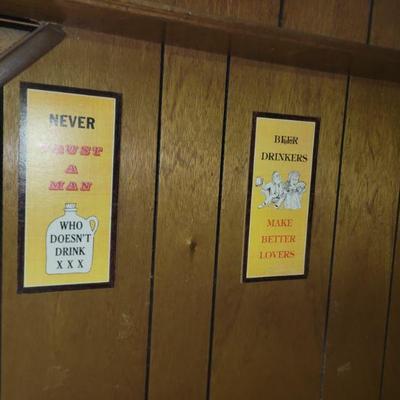 NEVER
TRUST
A
MAN
WHO
DOESN'T
DRINK
X X X
BEER
DRINKERS
MAKE
BETTER
LOVERS